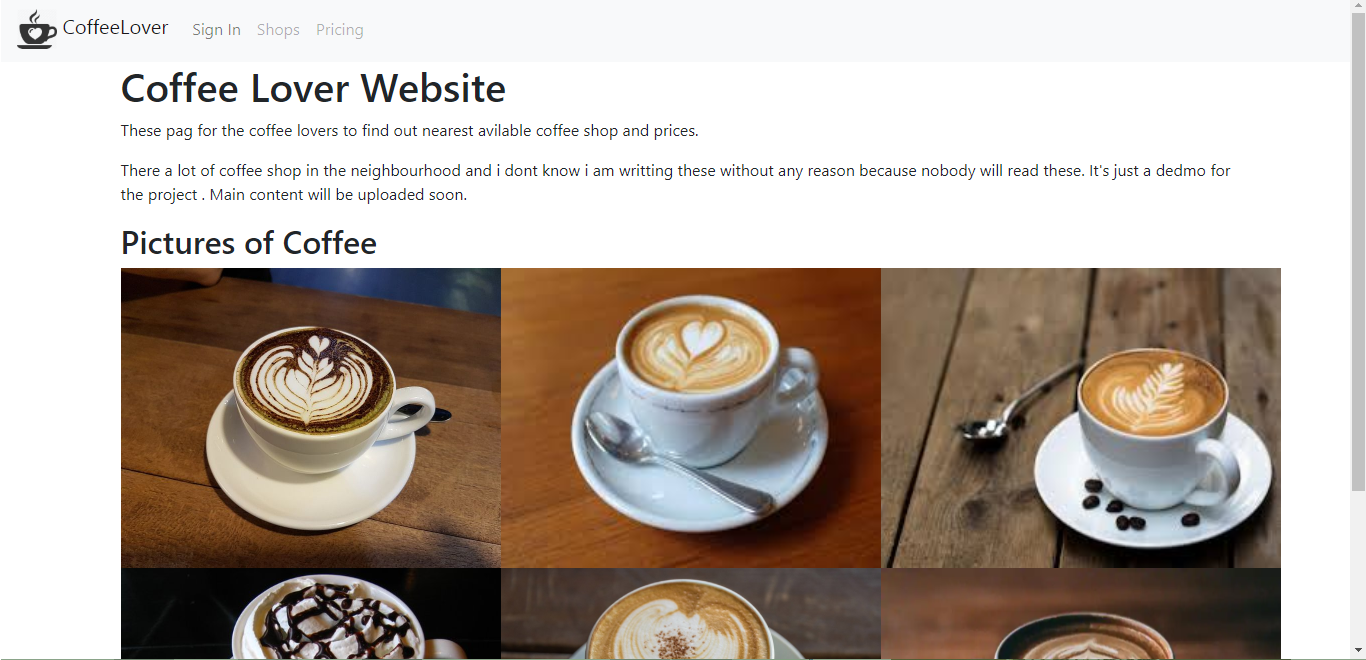 CoffeeLover Sign In Shops Pricing
Coffee Lover Website
These pag for the coffee lovers to find out nearest avilable coffee shop and prices.
There a lot of coffee shop in the neighbourhood and i dont know i am writting these without any reason because nobody will read these. It's just a dedmo for
the project . Main content will be uploaded soon.
Pictures of Coffee